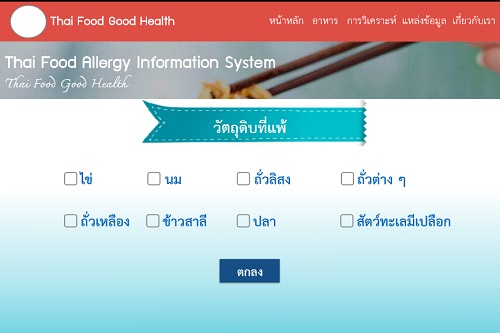 Thai Food Good Health
หน้าหลัก อาหาร การวิเคราะห์ แหล่งข้อมูล เกี่ยวกับเรา
Thai Food Allergy Information System
Thai Food Good Health
วัตถุดิบที่แพ้
ไข่ นม ถั่วลิสง ถั่วต่าง ๆ
ถั่วเหลือง ข้าวสาลี ปลา สัตว์ทะเลมีเปลือก
ตกลง